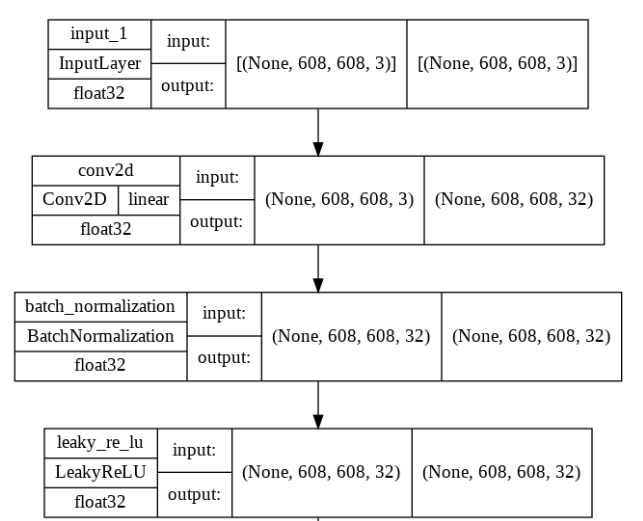 input_1
InputLayer
float32
input:
output:
[(None, 608, 608, 3)]
[(None, 608, 608, 3)]
conv2d
Conv2D linear
float32
input:
output:
(None, 608, 608, 3)
(None, 608, 608, 32)
batch_normalization
BatchNormalization
float32
input:
output:
(None, 608, 608, 32)
(None, 608, 608, 32)
leaky_re_lu
LeakyReLU
float32
input:
output:
(None, 608, 608, 32)
(None, 608, 608, 32)